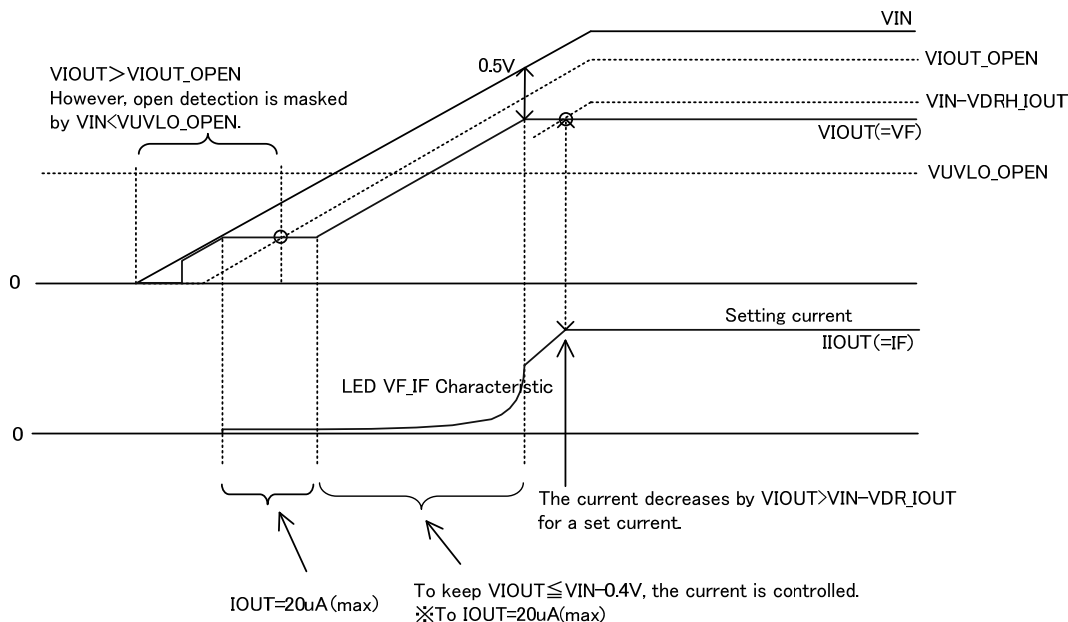 VIN
VIOUT_OPEN
0.5V
VIOUT>VIOUT_OPEN
However, open detection is masked
by VIN<VUVLO_OPEN.
VIN-VDRH_IOUT
VIOUT(=VF)
VUVLO_OPEN
0
Setting current
IIOUT(=IF)
LED VF_IF Characteristic
0
The current decreases by VIOUT>VIN-VDR_IOUT
for a set current.
IOUT=20uA(max)
To keep VIOUT≦VIN-0.4V, the current is controlled.
※To IOUT=20uA(max)